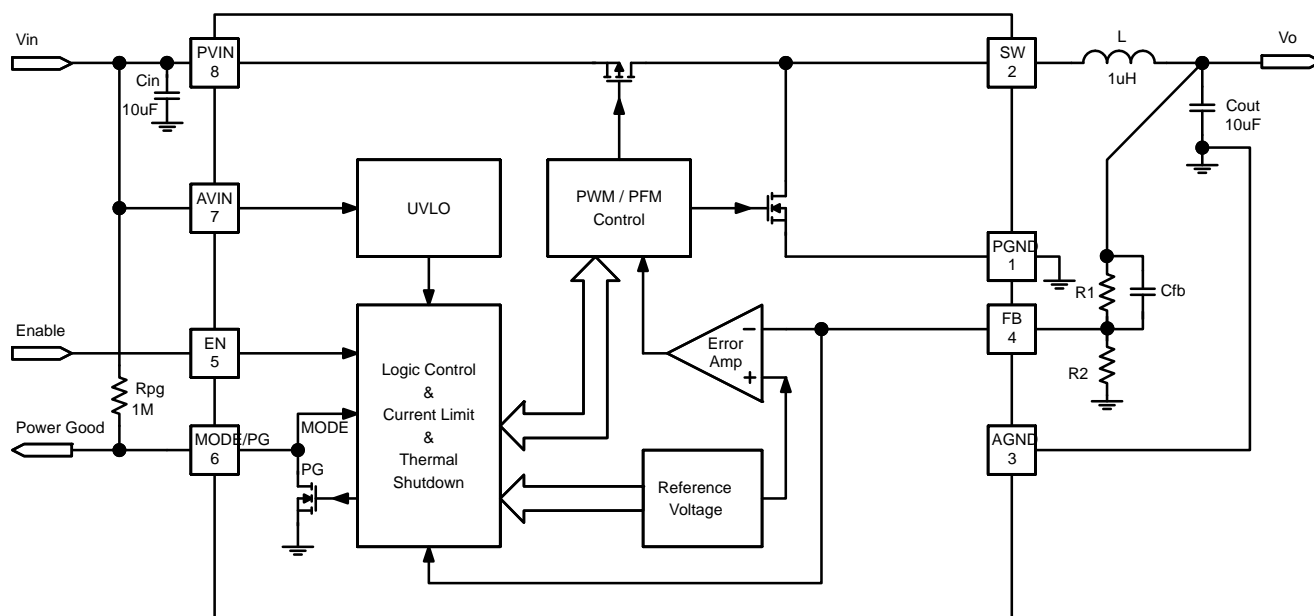 Vin
PVIN
8
Cin
10uF
SW
2
L
1uH
Vo
Cout
10uF
AVIN
7
UVLO
PWM / PFM
Control
PGND
1
R1
Cfb
Enable
EN
5
FB
4
−
Error
Amp
+
R2
Logic Control
&
Current Limit
&
Thermal
Shutdown
Rpg
1M
Power Good
MODE/PG
6
MODE
PG
AGND
3
Reference
Voltage